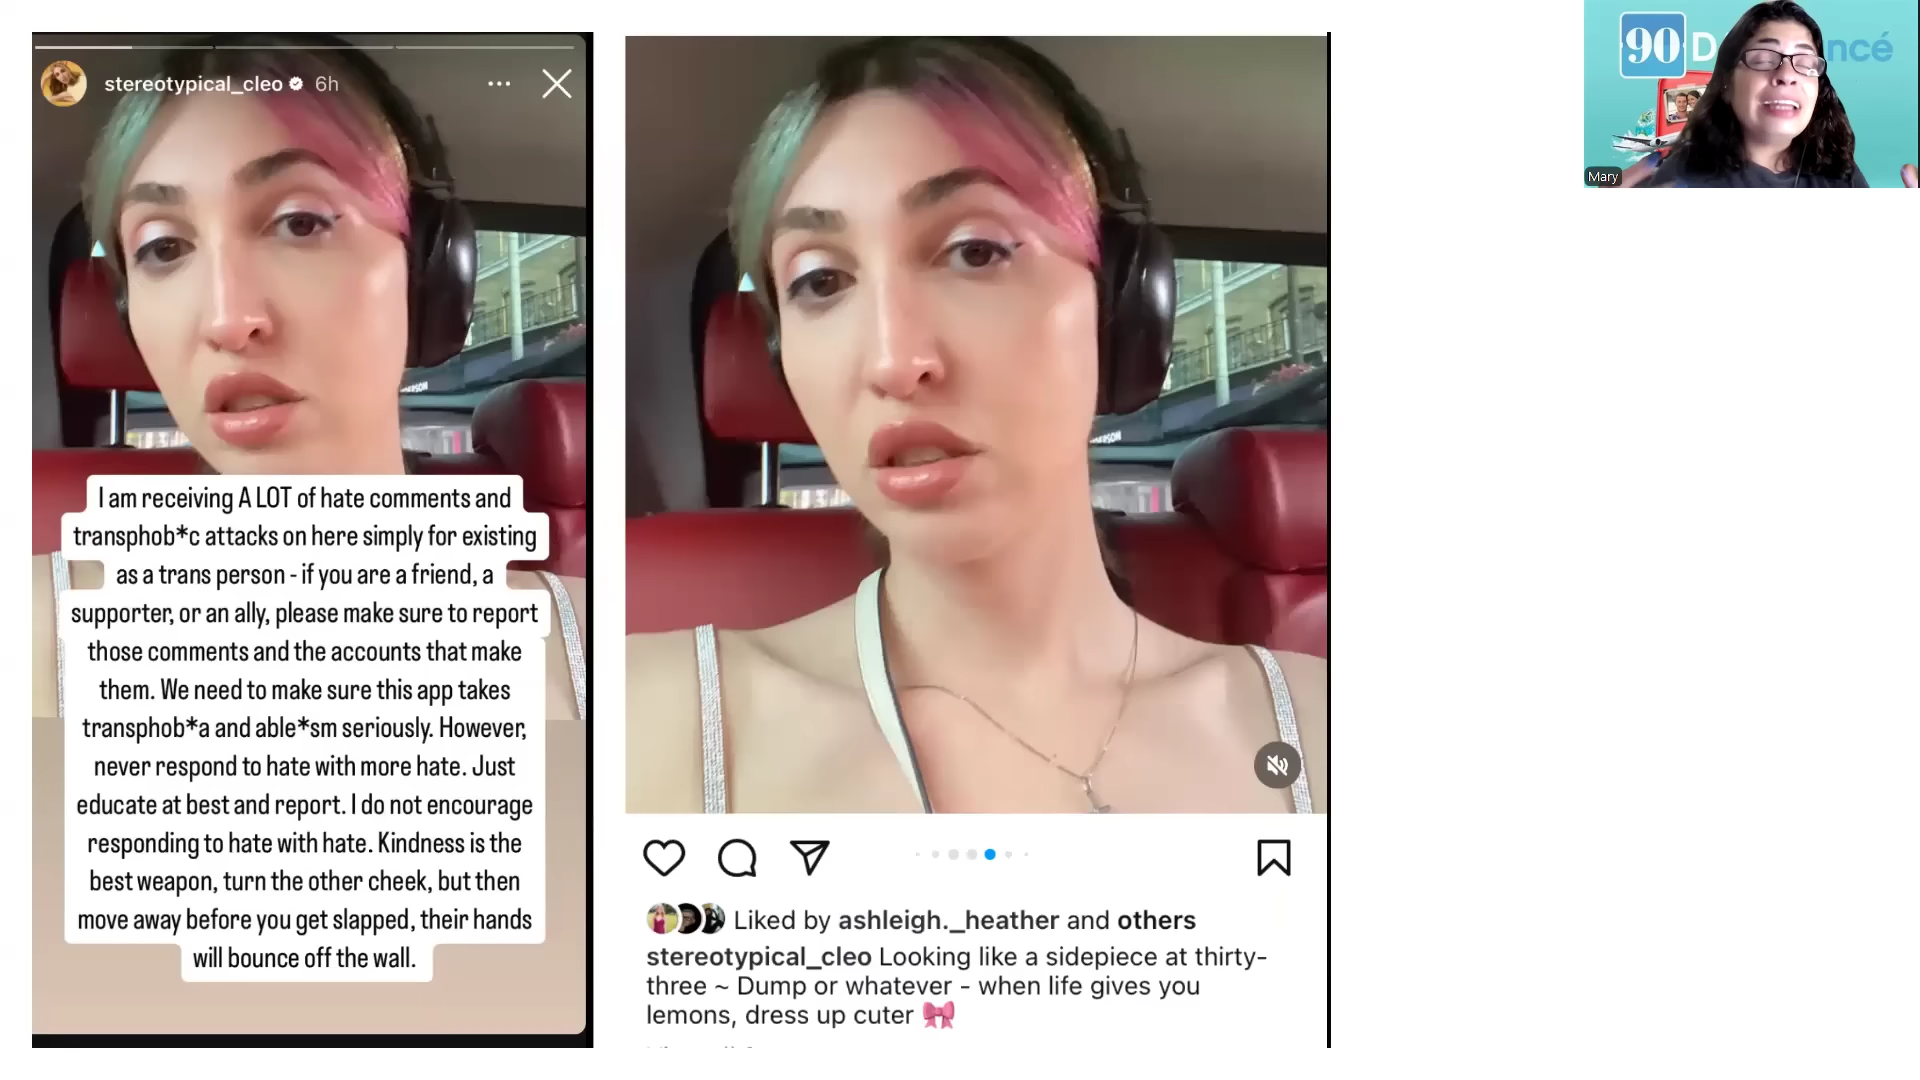 stereotypical_cleo 6h
I am receiving A LOT of hate comments and
transphob*c attacks on here simply for existing
as a trans person - if you are a friend, a
supporter, or an ally, please make sure to report
those comments and the accounts that make
them. We need to make sure this app takes
transphob*a and able*sm seriously. However,
never respond to hate with more hate. Just
educate at best and report. I do not encourage
responding to hate with hate. Kindness is the
best weapon, turn the other cheek, but then
move away before you get slapped, their hands
will bounce off the wall.
Liked by ashleigh._heather and others
stereotypical_cleo Looking like a sidepiece at thirty-
three ~ Dump or whatever - when life gives you
lemons, dress up cuter 🎀
90 D
ncé
Mary